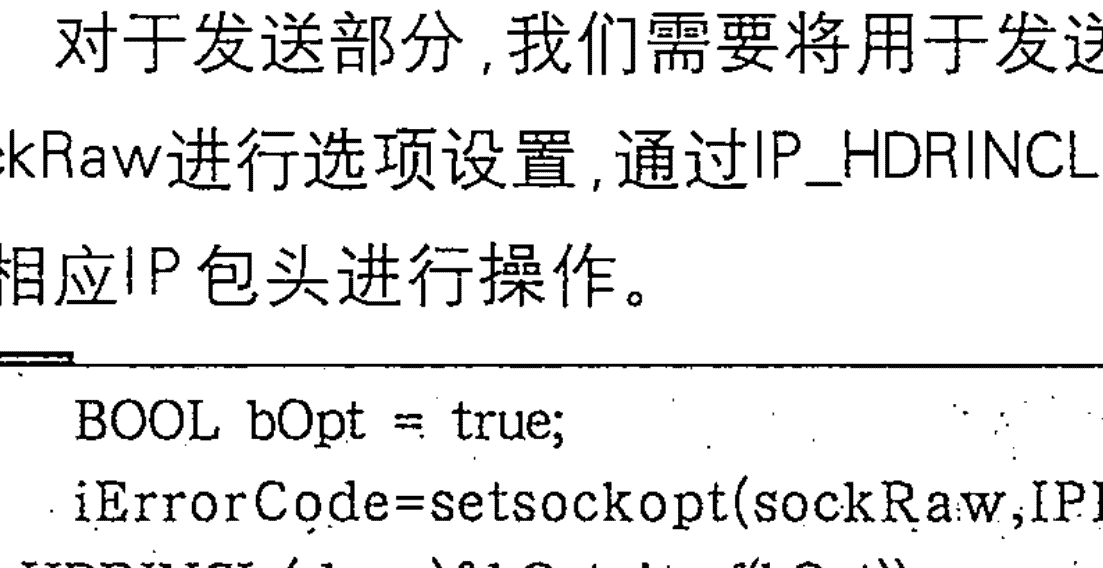 对于发送部分,我们需要将用于发送
ckRaw进行选项设置,通过IP_HDRINCL
相应IP包头进行操作。
BOOL bOpt = true;
iErrorCode=setsockopt(sockRaw,IPP